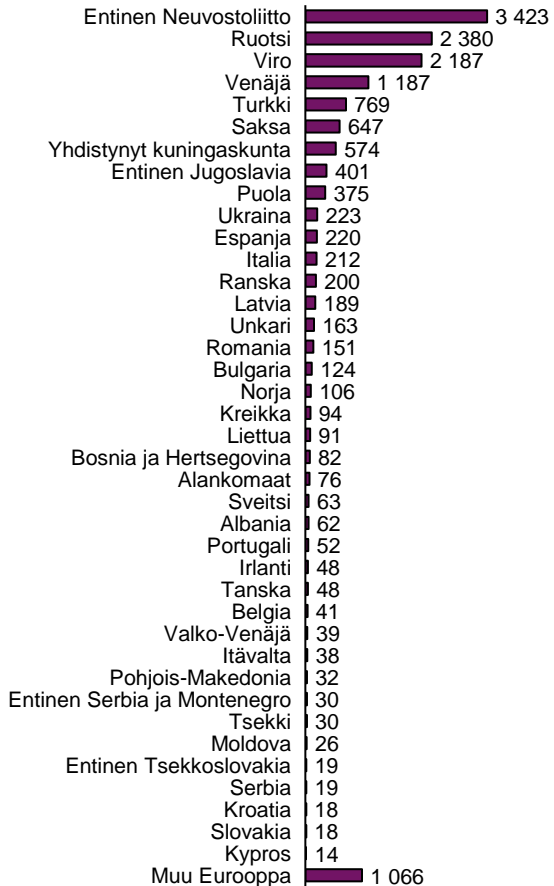 Entinen Neuvostoliitto 3 423
Ruotsi 2 380
Viro 2 187
Venäjä 1 187
Turkki 769
Saksa 647
Yhdistynyt kuningaskunta 574
Entinen Jugoslavia 401
Puola 375
Ukraina 223
Espanja 220
Italia 212
Ranska 200
Latvia 189
Unkari 163
Romania 151
Bulgaria 124
Norja 106
Kreikka 94
Liettua 91
Bosnia ja Hertsegovina 82
Alankomaat 76
Sveitsi 63
Albania 62
Portugali 52
Irlanti 48
Tanska 48
Belgia 41
Valko-Venäjä 39
Itävalta 38
Pohjois-Makedonia 32
Entinen Serbia ja Montenegro 30
Tsekki 30
Moldova 26
Entinen Tsekkoslovakia 19
Serbia 19
Kroatia 18
Slovakia 18
Kypros 14
Muu Eurooppa 1 066